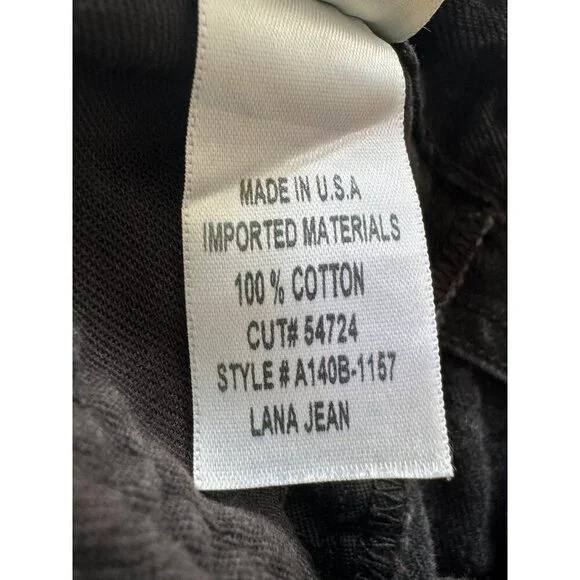 MADE IN U.S.A
IMPORTED MATERIALS
100 % COTTON
CUT# 54724
STYLE # A140B-1157
LANA JEAN